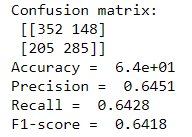 Confusion matrix:
[[352 148]
[205 285]]
Accuracy = 6.4e+01
Precision = 0.6451
Recall = 0.6428
F1-score = 0.6418